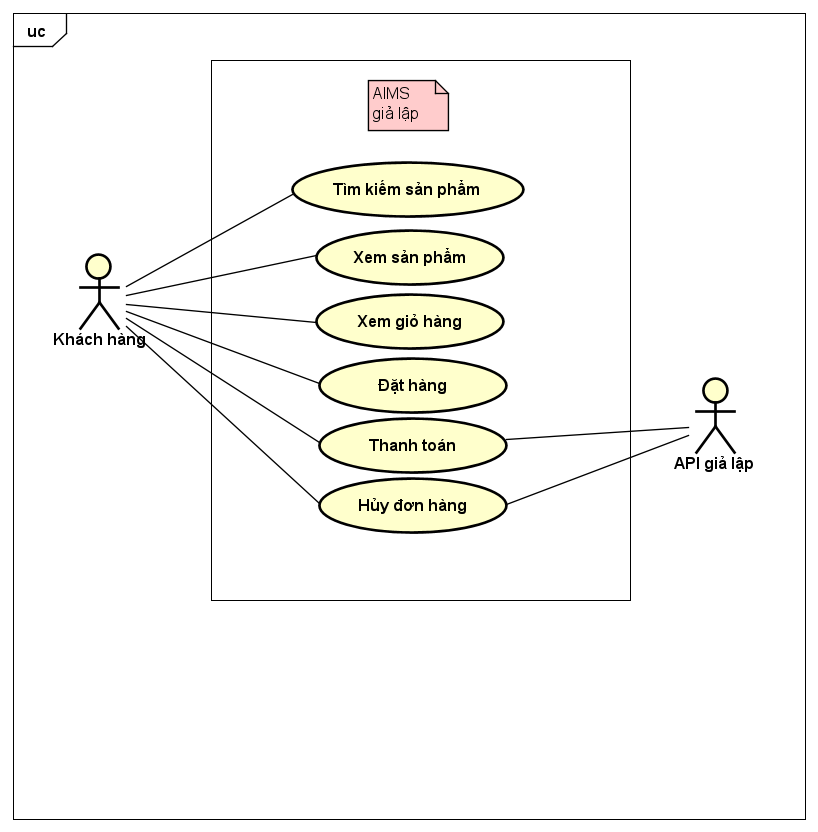 uc
AIMS
giả lập
Tìm kiếm sản phẩm
Xem sản phẩm
Xem giỏ hàng
Khách hàng
Đặt hàng
Thanh toán
API giả lập
Hủy đơn hàng